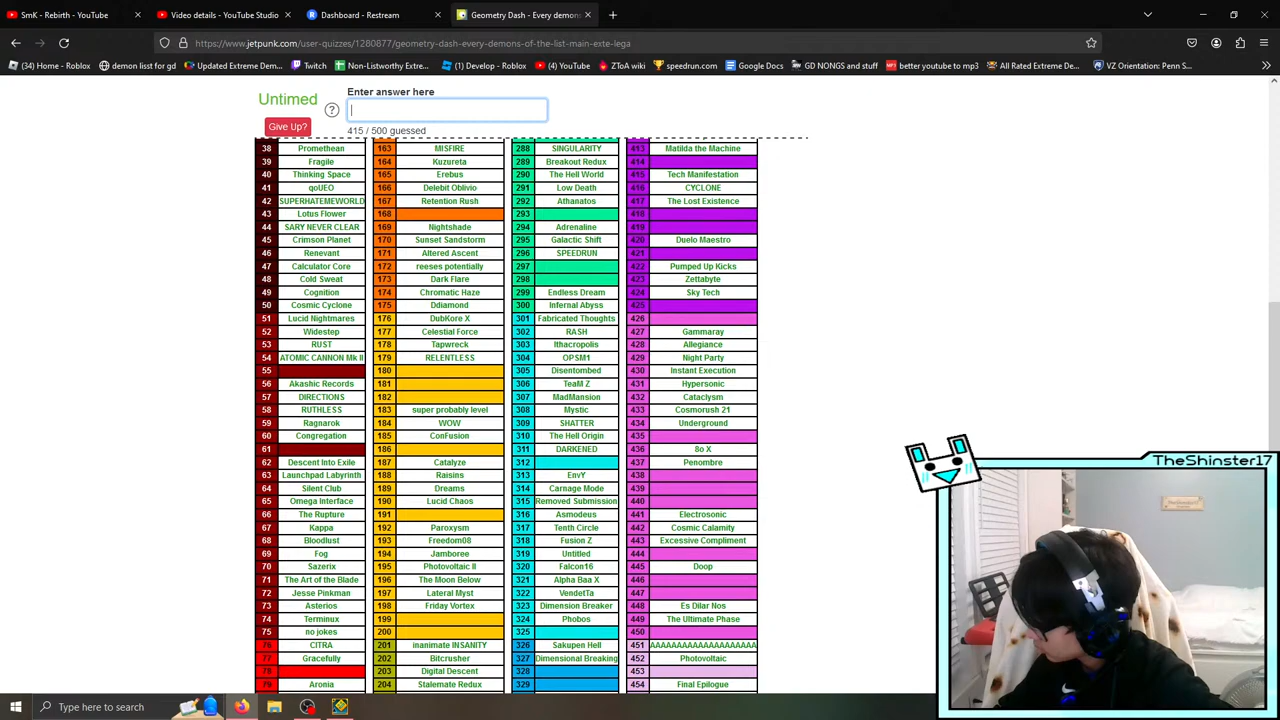 SmK - Rebirth - YouTube
Video details - YouTube Studio
Dashboard - Restream
Geometry Dash - Every demons
https://www.jetpunk.com/user-quizzes/1280877/geometry-dash-every-demons-of-the-list-main-exte-lega
(34) Home - Roblox
demon lisst for gd
Updated Extreme Dem...
Twitch
Non-Listworthy Extre...
(1) Develop - Roblox
(4) YouTube
ZToA wiki
speedrun.com
Google Docs
GD NONGS and stuff
better youtube to mp3
All Rated Extreme De...
VZ Orientation: Penn S...
Untimed
?
Enter answer here
Give Up?
415 / 500 guessed
38 Promethean 163 MISFIRE 288 SINGULARITY 413 Matilda the Machine
39 Fragile 164 Kuzureta 289 Breakout Redux 414
40 Thinking Space 165 Erebus 290 The Hell World 415 Tech Manifestation
41 qoUEO 166 Delebit Oblivio 291 Low Death 416 CYCLONE
42 SUPERHATEMEWORLD 167 Retention Rush 292 Athanatos 417 The Lost Existence
43 Lotus Flower 168 293 418
44 SARY NEVER CLEAR 169 Nightshade 294 Adrenaline 419
45 Crimson Planet 170 Sunset Sandstorm 295 Galactic Shift 420 Duelo Maestro
46 Renevant 171 Altered Ascent 296 SPEEDRUN 421
47 Calculator Core 172 reeses potentially 297 422 Pumped Up Kicks
48 Cold Sweat 173 Dark Flare 298 423 Zettabyte
49 Cognition 174 Chromatic Haze 299 Endless Dream 424 Sky Tech
50 Cosmic Cyclone 175 Ddiamond 300 Infernal Abyss 425
51 Lucid Nightmares 176 DubKore X 301 Fabricated Thoughts 426
52 Widestep 177 Celestial Force 302 RASH 427 Gammaray
53 RUST 178 Tapwreck 303 Ithacropolis 428 Allegiance
54 ATOMIC CANNON Mk II 179 RELENTLESS 304 OPSM1 429 Night Party
55 180 305 Disentombed 430 Instant Execution
56 Akashic Records 181 306 TeaM Z 431 Hypersonic
57 DIRECTIONS 182 307 MadMansion 432 Cataclysm
58 RUTHLESS 183 super probably level 308 Mystic 433 Cosmorush 21
59 Ragnarok 184 WOW 309 SHATTER 434 Underground
60 Congregation 185 ConFusion 310 The Hell Origin 435
61 186 311 DARKENED 436 8o X
62 Descent Into Exile 187 Catalyze 312 437 Penombre
63 Launchpad Labyrinth 188 Raisins 313 EnvY 438
64 Silent Club 189 Dreams 314 Carnage Mode 439
65 Omega Interface 190 Lucid Chaos 315 Removed Submission 440
66 The Rupture 191 316 Asmodeus 441 Electrosonic
67 Kappa 192 Paroxysm 317 Tenth Circle 442 Cosmic Calamity
68 Bloodlust 193 Freedom08 318 Fusion Z 443 Excessive Compliment
69 Fog 194 Jamboree 319 Untitled 444
70 Sazerix 195 Photovoltaic II 320 Falcon16 445 Doop
71 The Art of the Blade 196 The Moon Below 321 Alpha Baa X 446
72 Jesse Pinkman 197 Lateral Myst 322 VendetTa 447
73 Asterios 198 Friday Vortex 323 Dimension Breaker 448 Es Dilar Nos
74 Terminux 199 324 Phobos 449 The Ultimate Phase
75 no jokes 200 325 450
76 CITRA 201 inanimate INSANITY 326 Sakupen Hell 451 AAAAAAAAAAAAAAAAAAAA
77 Gracefully 202 Bitcrusher 327 Dimensional Breaking 452 Photovoltaic
78 203 Digital Descent 328 453
79 Aronia 204 Stalemate Redux 329 454 Final Epilogue
TheShinster17
Type here to search